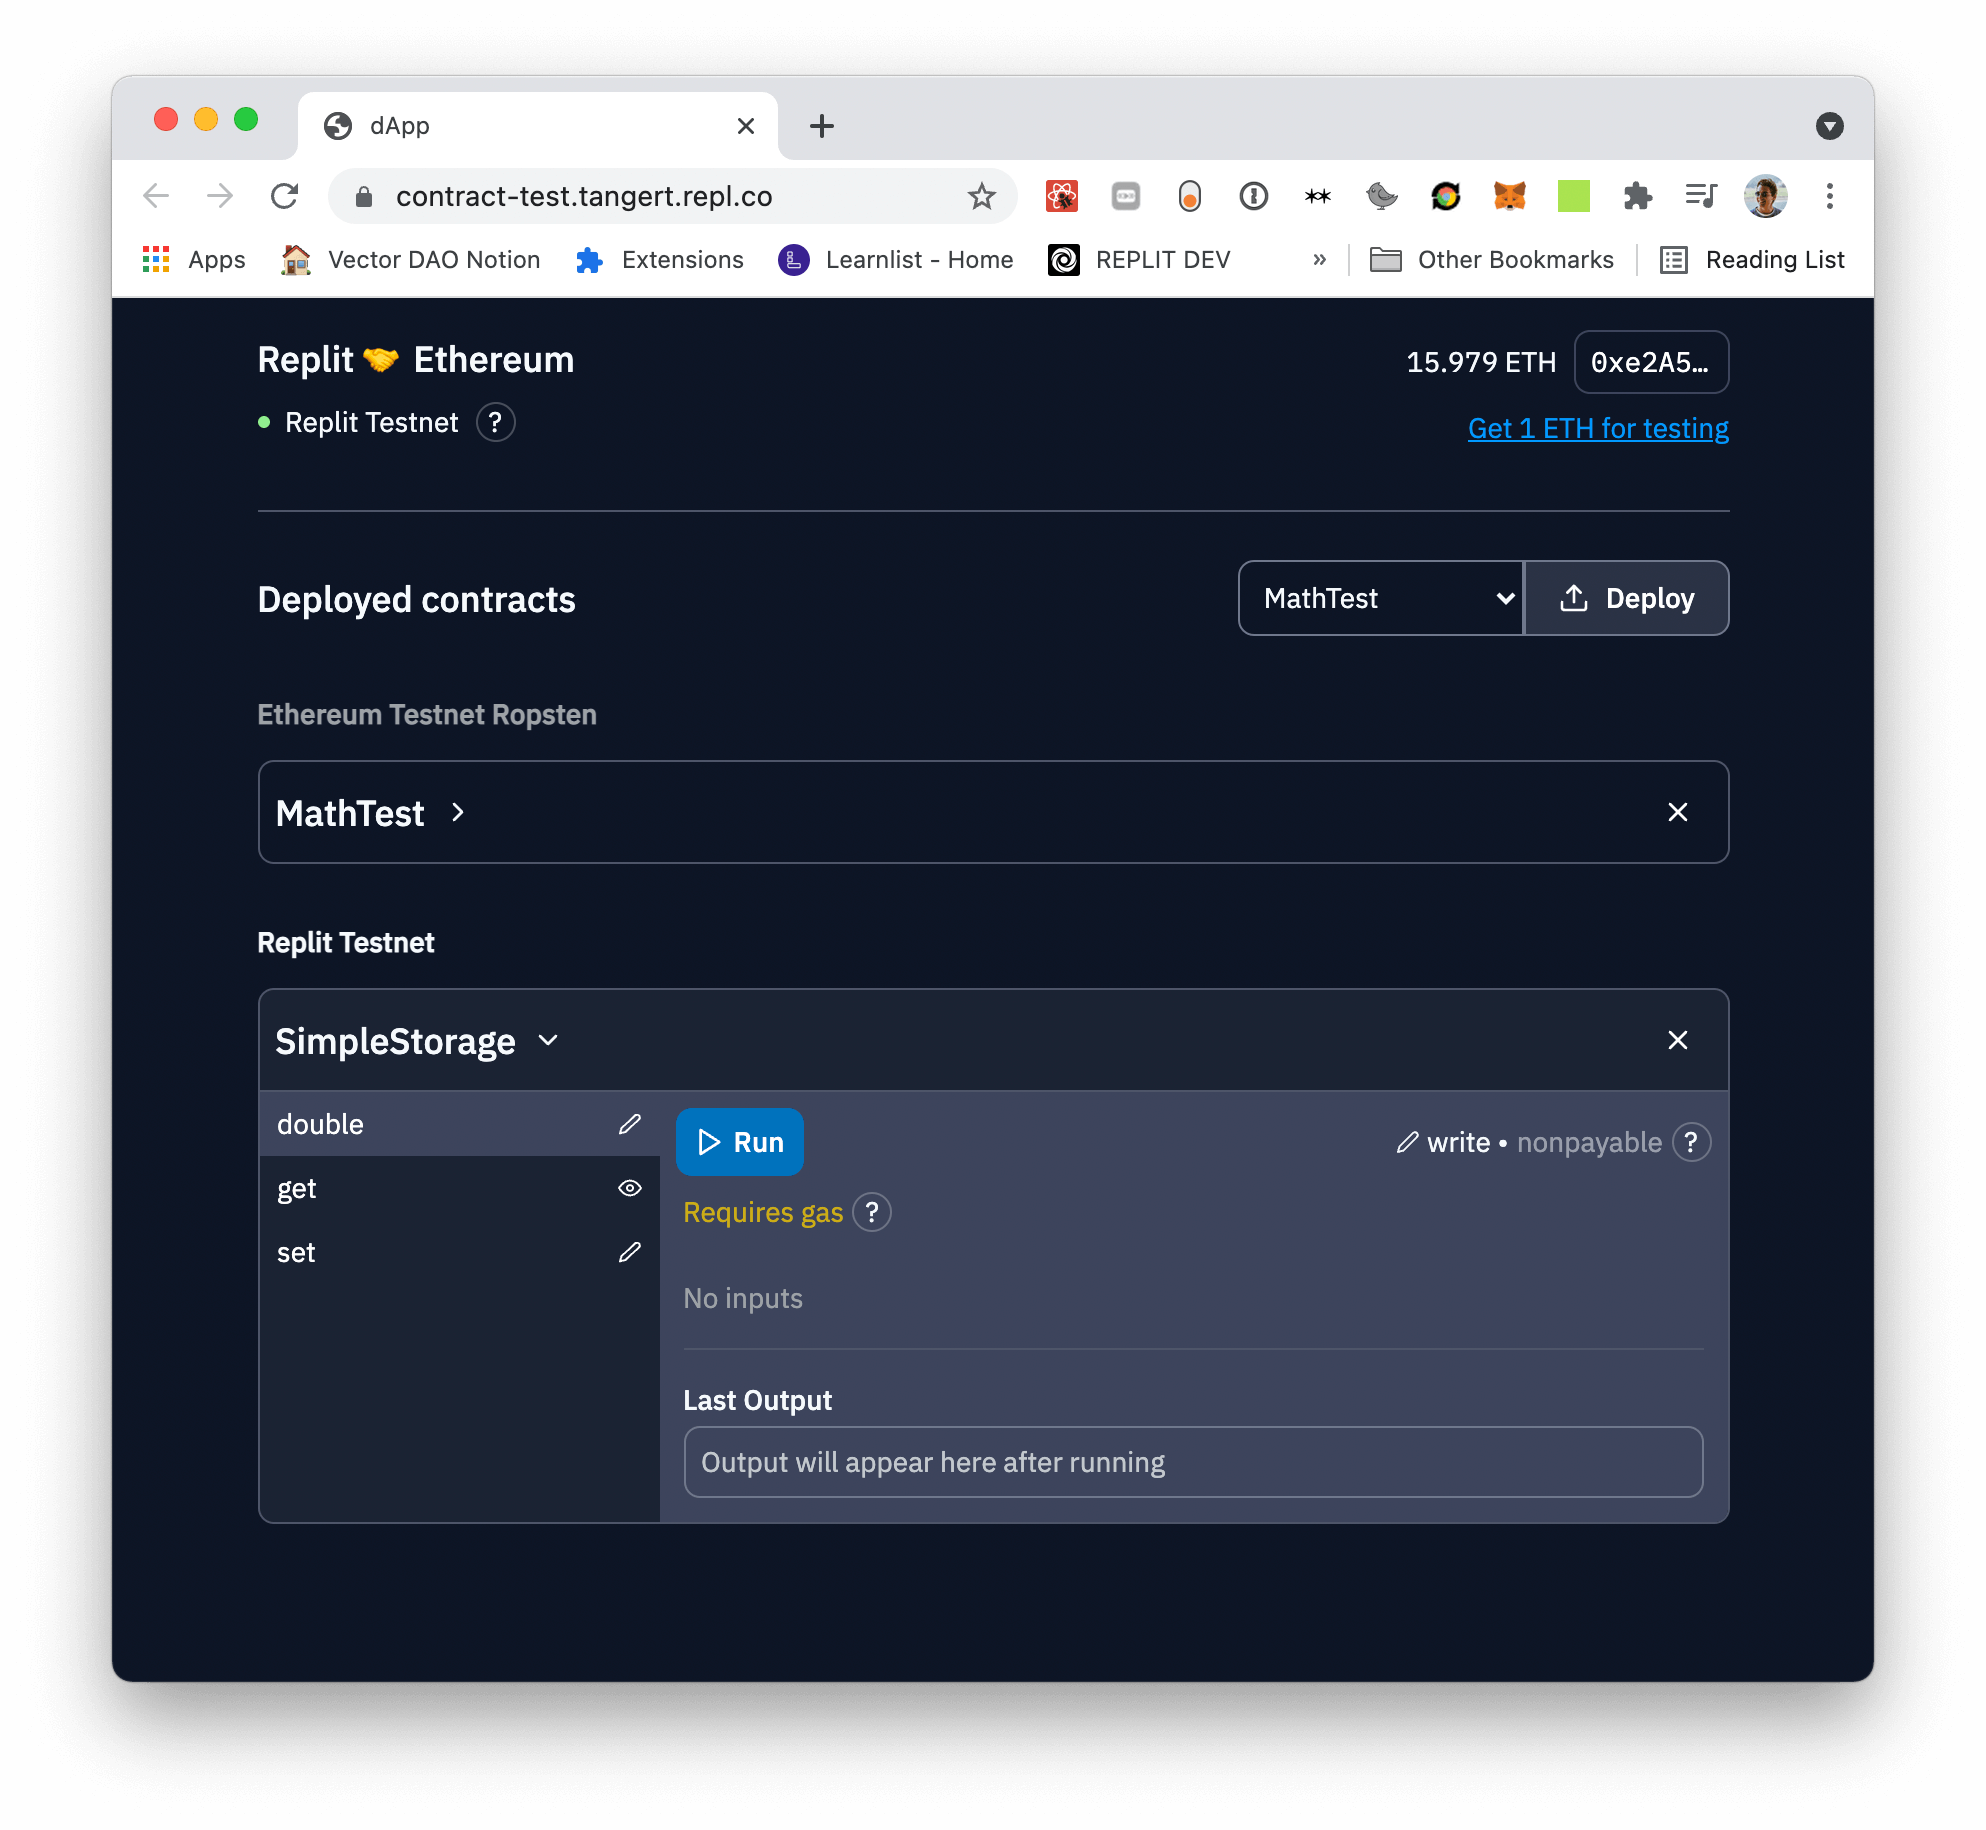 dApp
contract-test.tangert.repl.co
Apps Vector DAO Notion Extensions Learnlist - Home REPLIT DEV » Other Bookmarks Reading List
Replit 🤝 Ethereum
15.979 ETH 0xe2A5…
Replit Testnet ?
Get 1 ETH for testing
Deployed contracts
MathTest Deploy
Ethereum Testnet Ropsten
MathTest
Replit Testnet
SimpleStorage
double
get
set
Run
write • nonpayable ?
Requires gas ?
No inputs
Last Output
Output will appear here after running